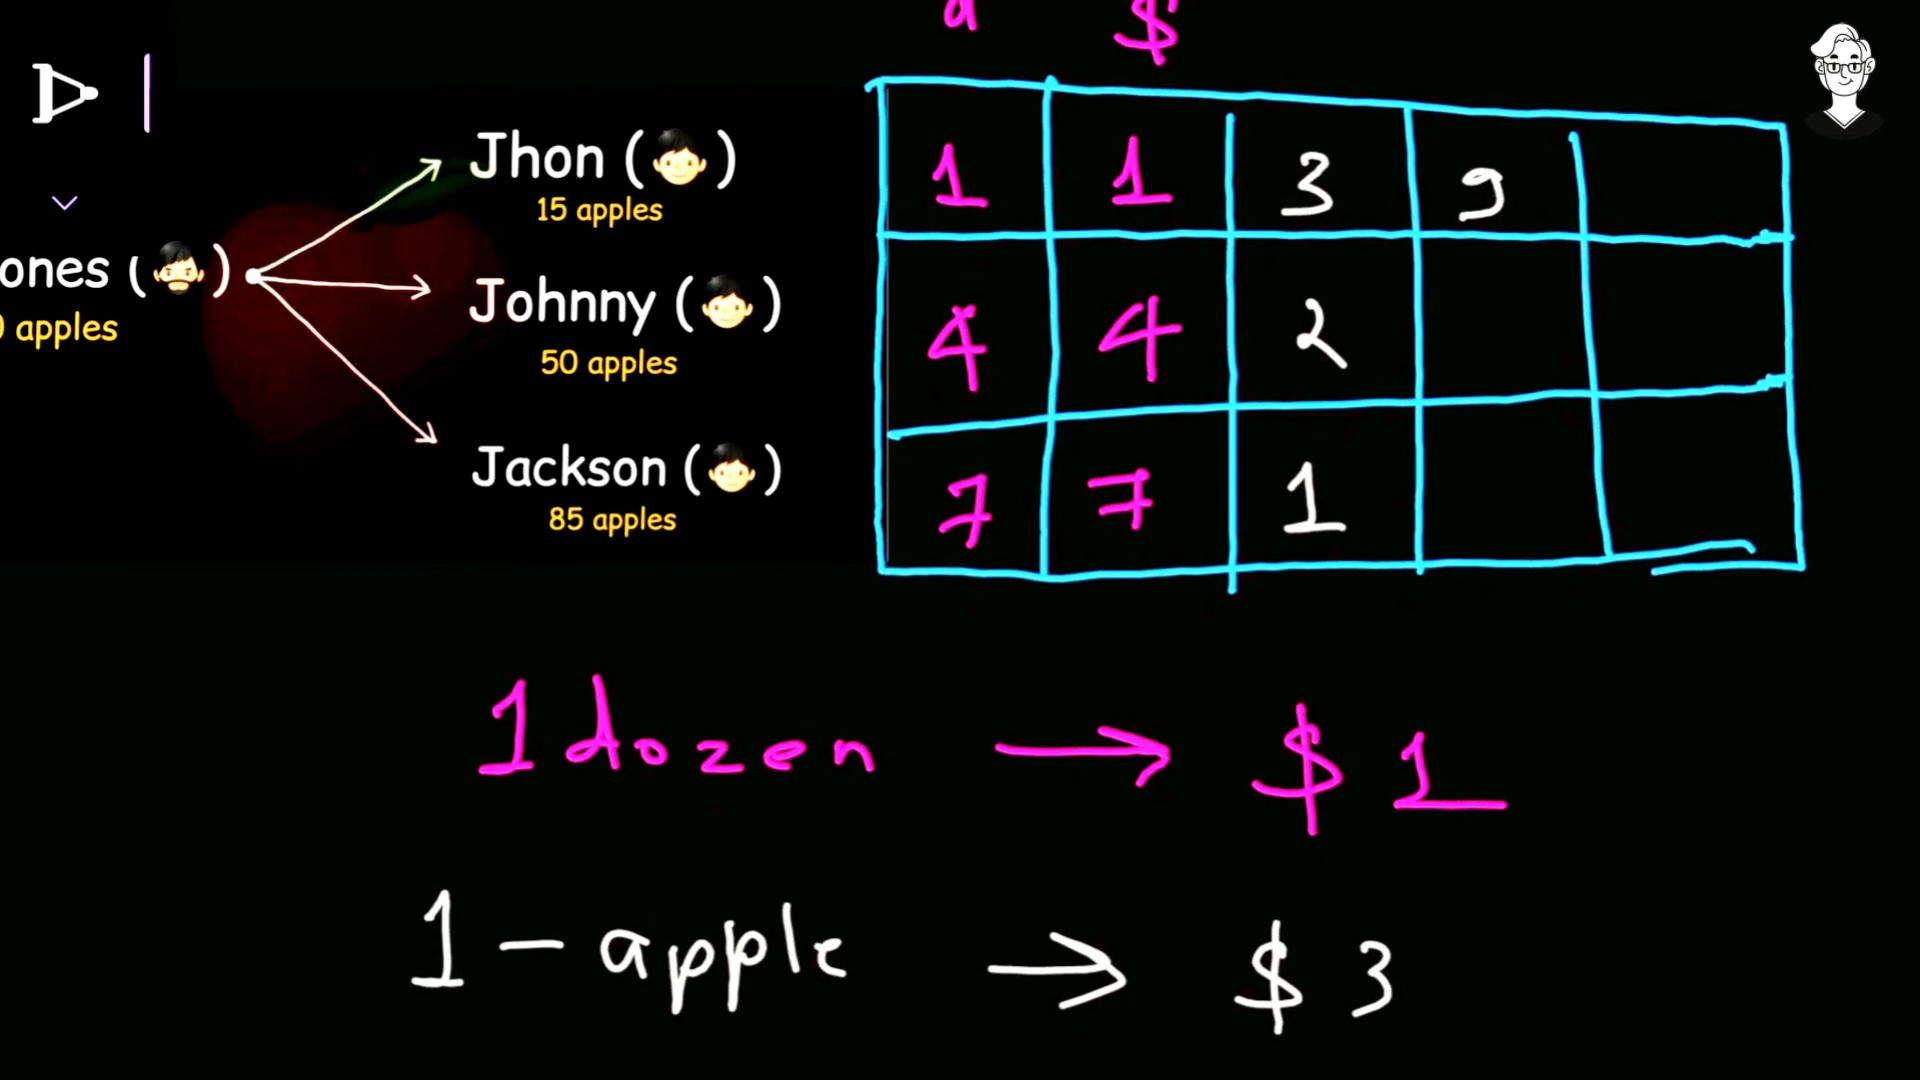 $
Jhon ( )
15 apples
ones ( )
0 apples
Johnny ( )
50 apples
Jackson ( )
85 apples
1 1 3 9
4 4 2
7 7 1
1 dozen → $ 1
1 - apple → $ 3